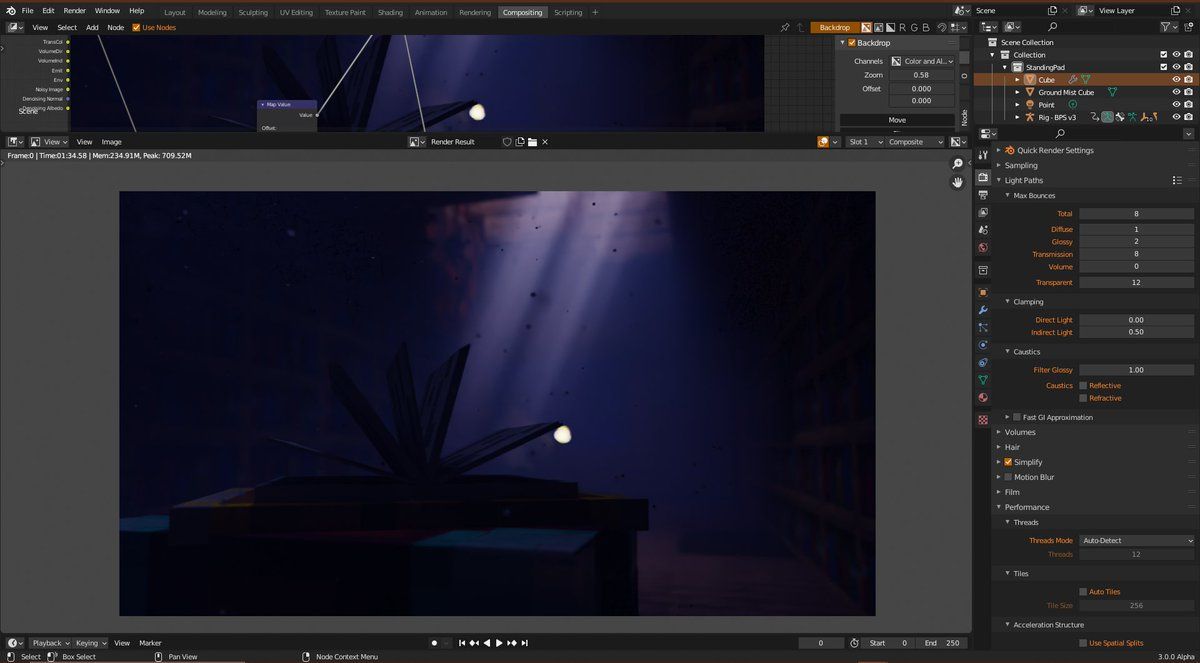 File Edit Render Window Help Layout Modeling Sculpting UV Editing Texture Paint Shading Animation Rendering Compositing Scripting + Scene View Layer
View Select Add Node Use Nodes Backdrop R G B
TransCol
VolumeDir
VolumeInd
Emit
Env
Noisy Image
Denoising Normal
Denoising Albedo
Scene
Map Value
Value
Offset:
Backdrop
Channels Color and Al...
Zoom 0.58
Offset 0.000
0.000
Move
Node
Scene Collection
Collection
StandingPad
Cube
Ground Mist Cube
Point
Rig - BPS v3
View View Image Render Result Slot 1 Composite
Frame:0 | Time:01:34.58 | Mem:234.91M, Peak: 709.52M
Quick Render Settings
Sampling
Light Paths
Max Bounces
Total 8
Diffuse 1
Glossy 2
Transmission 8
Volume 0
Transparent 12
Clamping
Direct Light 0.00
Indirect Light 0.50
Caustics
Filter Glossy 1.00
Caustics Reflective
Refractive
Fast GI Approximation
Volumes
Hair
Simplify
Motion Blur
Film
Performance
Threads
Threads Mode Auto-Detect
Threads 12
Tiles
Auto Tiles
Tile Size 256
Acceleration Structure
Use Spatial Splits
Playback Keying View Marker 0 Start 0 End 250
Select Box Select Pan View Node Context Menu 3.0.0 Alpha